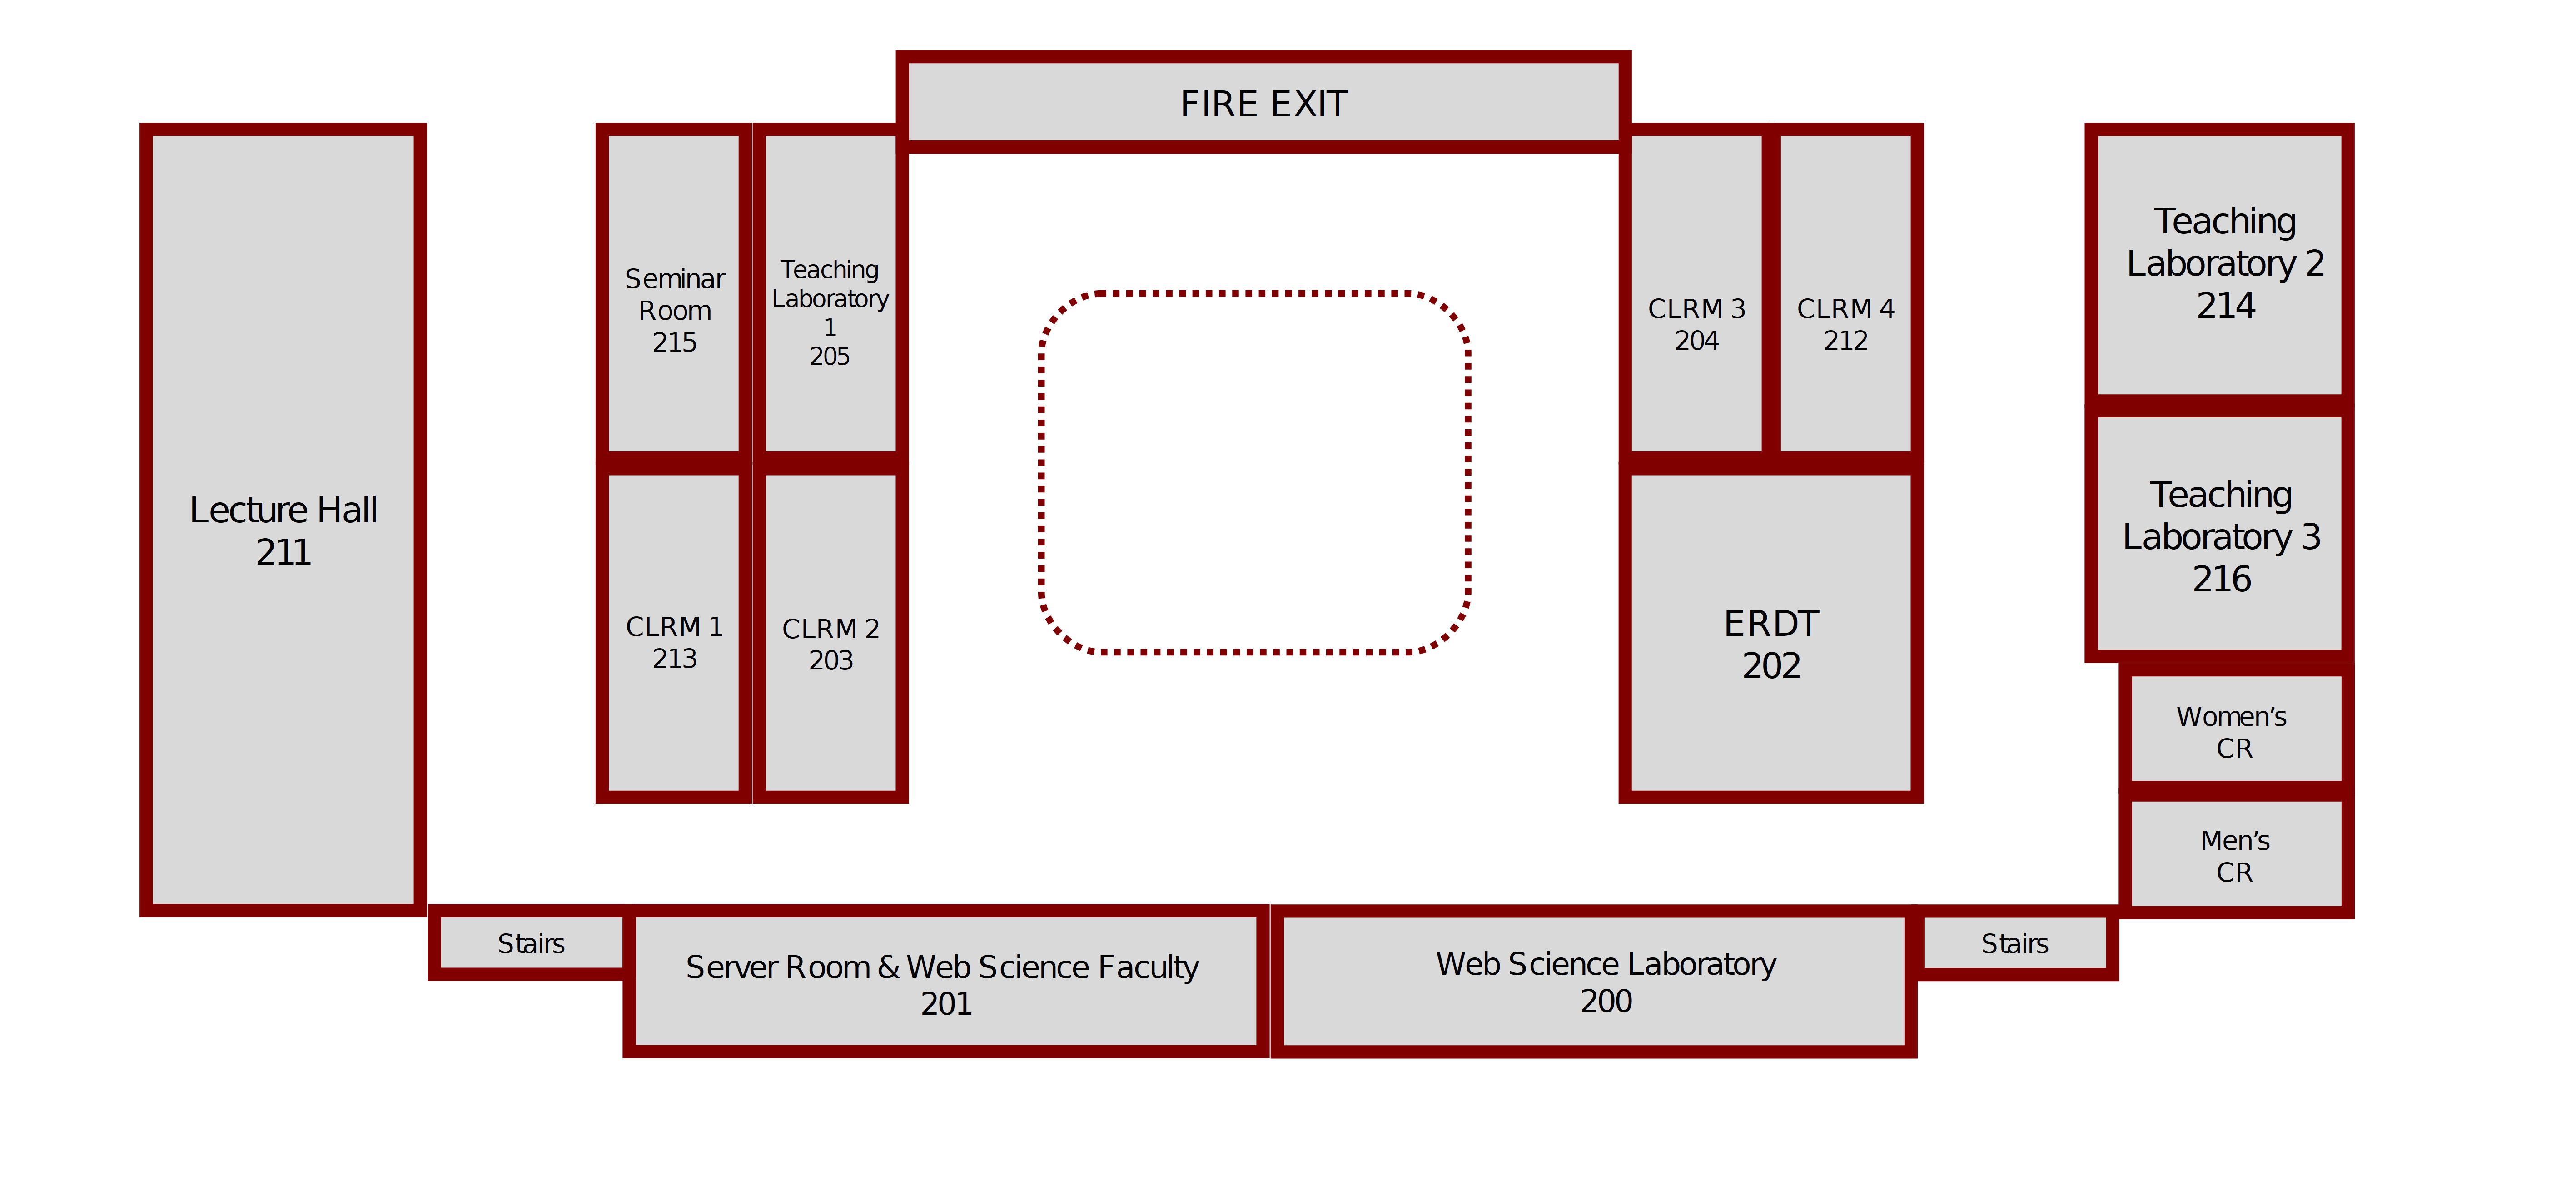 FIRE EXIT
Lecture Hall
211
Seminar
Room
215
Teaching
Laboratory
1
205
CLRM 3
204
CLRM 4
212
Teaching
Laboratory 2
214
CLRM 1
213
CLRM 2
203
ERDT
202
Teaching
Laboratory 3
216
Women’s
CR
Men’s
CR
Stairs
Server Room & Web Science Faculty
201
Web Science Laboratory
200
Stairs